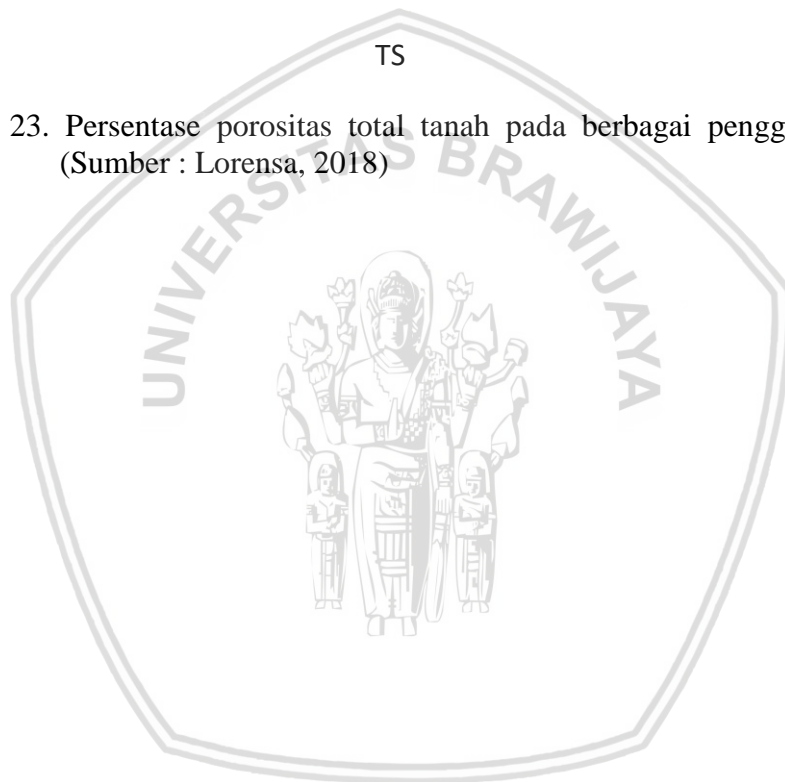 TS
23. Persentase porositas total tanah pada berbagai pengg
(Sumber : Lorensa, 2018)
UNIVERSITAS BRAWIJAYA